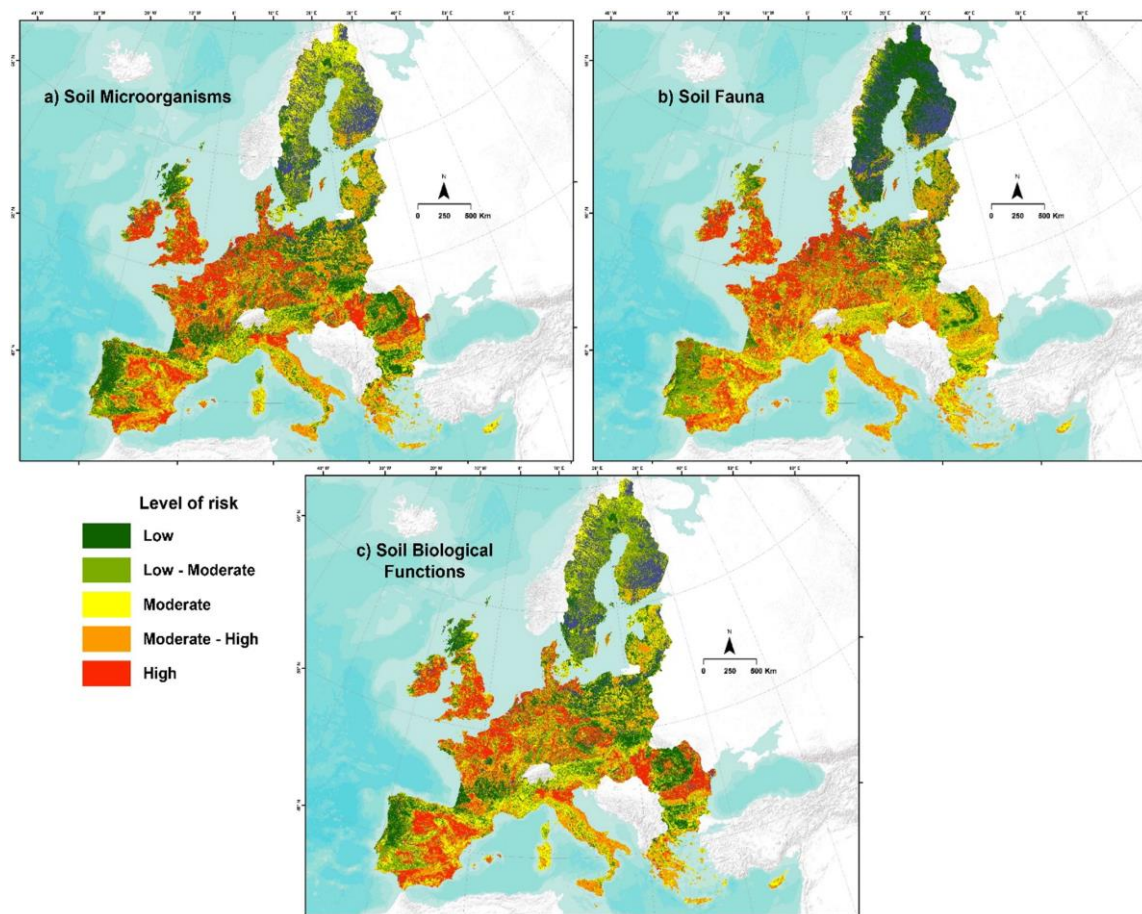 a) Soil Microorganisms
N
0 250 500 Km
b) Soil Fauna
N
0 250 500 Km
Level of risk
Low
Low - Moderate
Moderate
Moderate - High
High
c) Soil Biological
Functions
N
0 250 500 Km